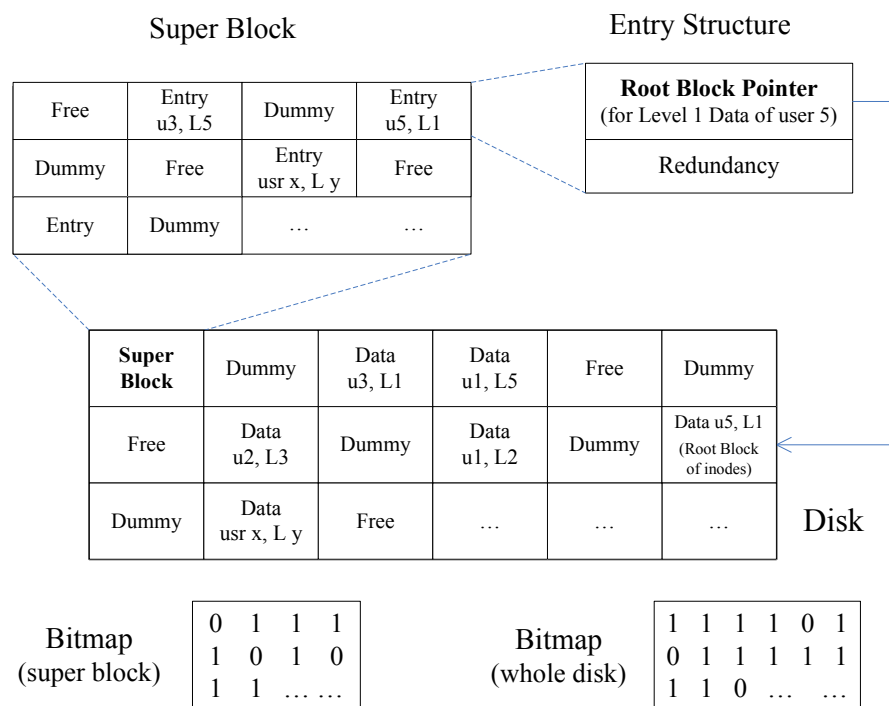 Super Block
Entry Structure
Free
Entry
u3, L5
Dummy
Entry
u5, L1
Dummy
Free
Entry
usr x, L y
Free
Entry
Dummy
…
…
Root Block Pointer
(for Level 1 Data of user 5)
Redundancy
Super
Block
Dummy
Data
u3, L1
Data
u1, L5
Free
Dummy
Free
Data
u2, L3
Dummy
Data
u1, L2
Dummy
Data u5, L1
(Root Block
of inodes)
Dummy
Data
usr x, L y
Free
…
…
…
Disk
Bitmap
(super block)
0 1 1 1
1 0 1 0
1 1 … …
Bitmap
(whole disk)
1 1 1 1 0 1
0 1 1 1 1 1
1 1 0 … …